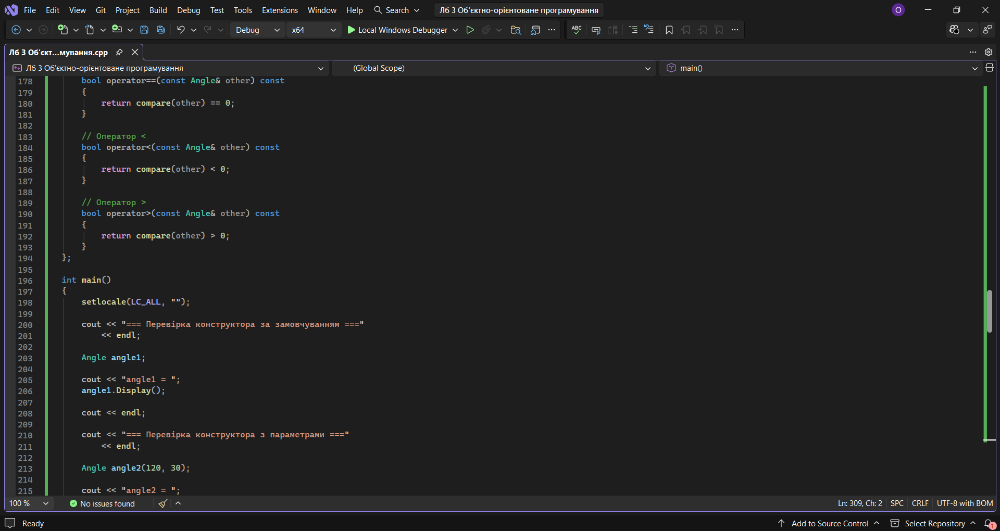 File Edit View Git Project Build Debug Test Tools Extensions Window Help Search Лб 3 Об'єктно-орієнтоване програмування O
Debug x64 Local Windows Debugger ABC
Лб 3 Об'єкт...мування.cpp
Лб 3 Об'єктно-орієнтоване програмування (Global Scope) main()
178 bool operator==(const Angle& other) const
179 {
180 return compare(other) == 0;
181 }
182
183 // Оператор <
184 bool operator<(const Angle& other) const
185 {
186 return compare(other) < 0;
187 }
188
189 // Оператор >
190 bool operator>(const Angle& other) const
191 {
192 return compare(other) > 0;
193 }
194 };
195
196 int main()
197 {
198 setlocale(LC_ALL, "");
199
200 cout << "=== Перевірка конструктора за замовчуванням ==="
201 << endl;
202
203 Angle angle1;
204
205 cout << "angle1 = ";
206 angle1.Display();
207
208 cout << endl;
209
210 cout << "=== Перевірка конструктора з параметрами ==="
211 << endl;
212
213 Angle angle2(120, 30);
214
215 cout << "angle2 = ";
100 % No issues found Ln: 309, Ch: 2 SPC CRLF UTF-8 with BOM
Ready Add to Source Control Select Repository 1